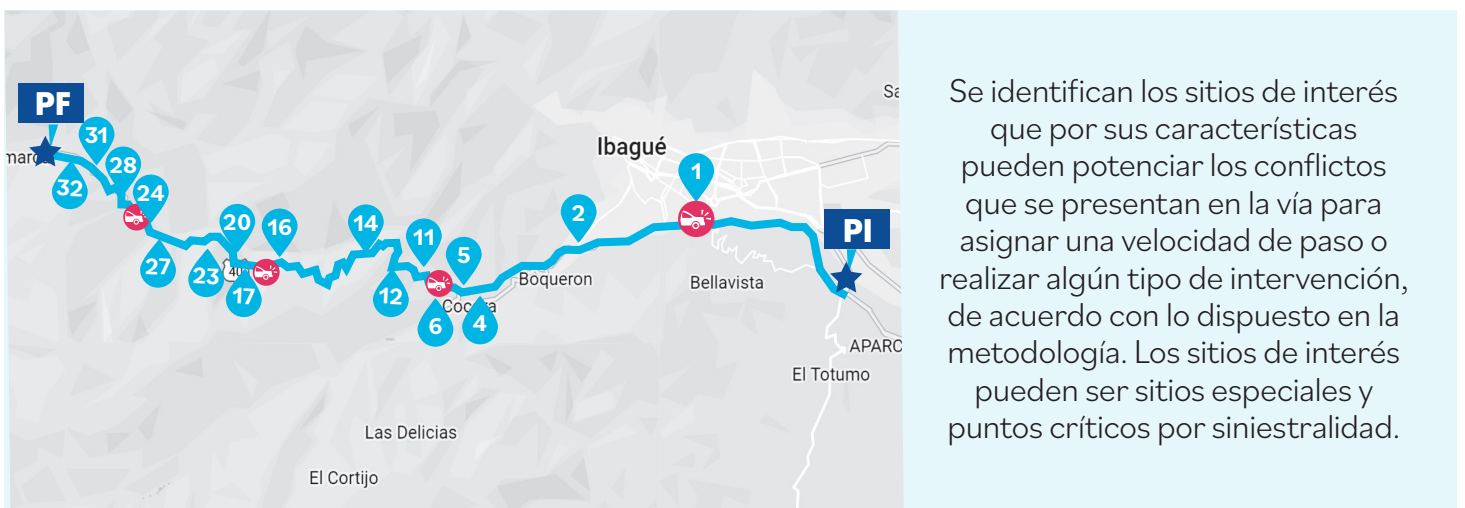 PF
31
marca
32
28
24
27
23
20
40
17
16
14
12
11
5
6
4
Ibagué
Sa
1
2
PI
Boqueron
Bellavista
APARC
El Totumo
Las Delicias
El Cortijo
Se identifican los sitios de interés
que por sus características
pueden potenciar los conflictos
que se presentan en la vía para
asignar una velocidad de paso o
realizar algún tipo de intervención,
de acuerdo con lo dispuesto en la
metodología. Los sitios de interés
pueden ser sitios especiales y
puntos críticos por siniestralidad.